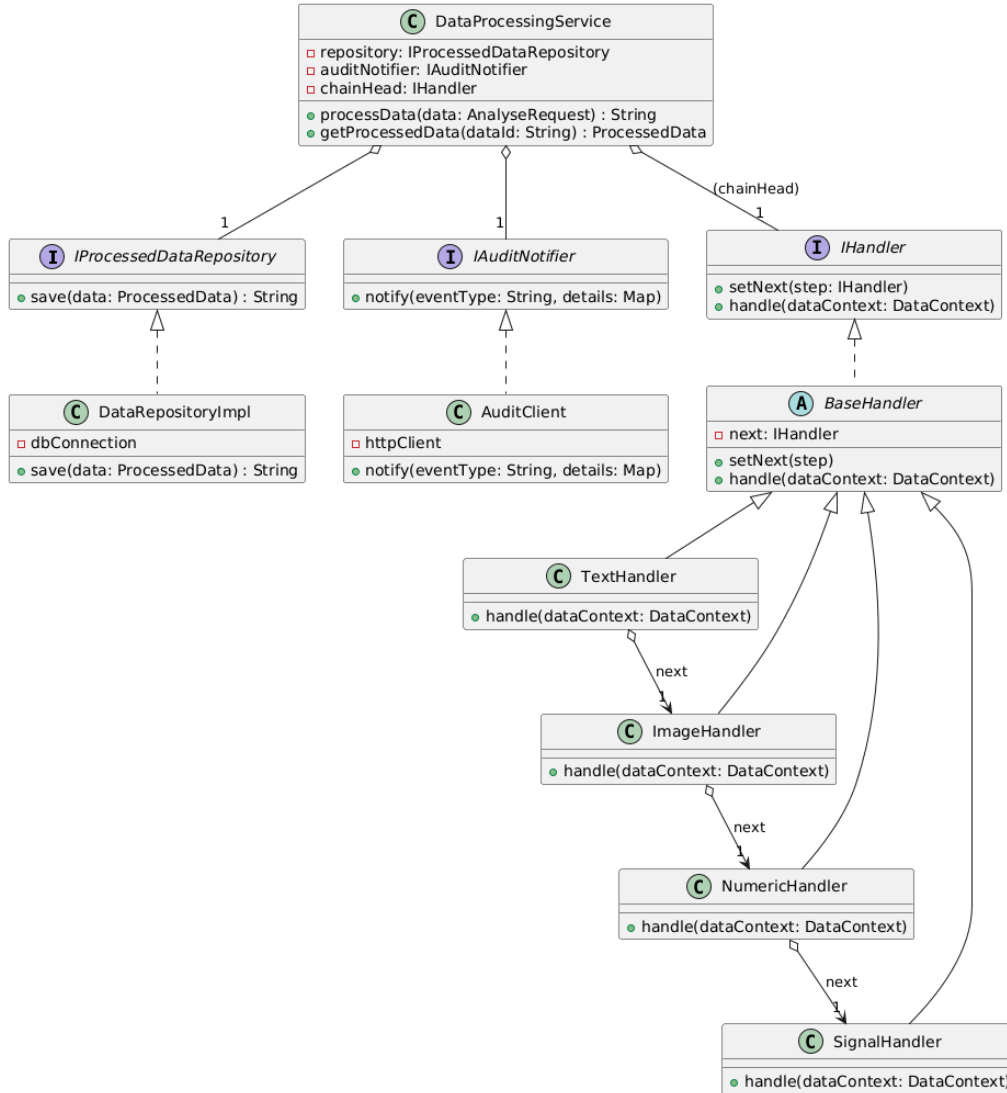 C DataProcessingService
repository: IProcessedDataRepository
auditNotifier: IAuditNotifier
chainHead: IHandler
processData(data: AnalyseRequest) : String
getProcessedData(dataId: String) : ProcessedData
(chainHead)
1
1
1
I IProcessedDataRepository
save(data: ProcessedData) : String
I IAuditNotifier
notify(eventType: String, details: Map)
I IHandler
setNext(step: IHandler)
handle(dataContext: DataContext)
C DataRepositoryImpl
dbConnection
save(data: ProcessedData) : String
C AuditClient
httpClient
notify(eventType: String, details: Map)
A BaseHandler
next: IHandler
setNext(step)
handle(dataContext: DataContext)
C TextHandler
handle(dataContext: DataContext)
next
1
C ImageHandler
handle(dataContext: DataContext)
next
1
C NumericHandler
handle(dataContext: DataContext)
next
1
C SignalHandler
handle(dataContext: DataContext)